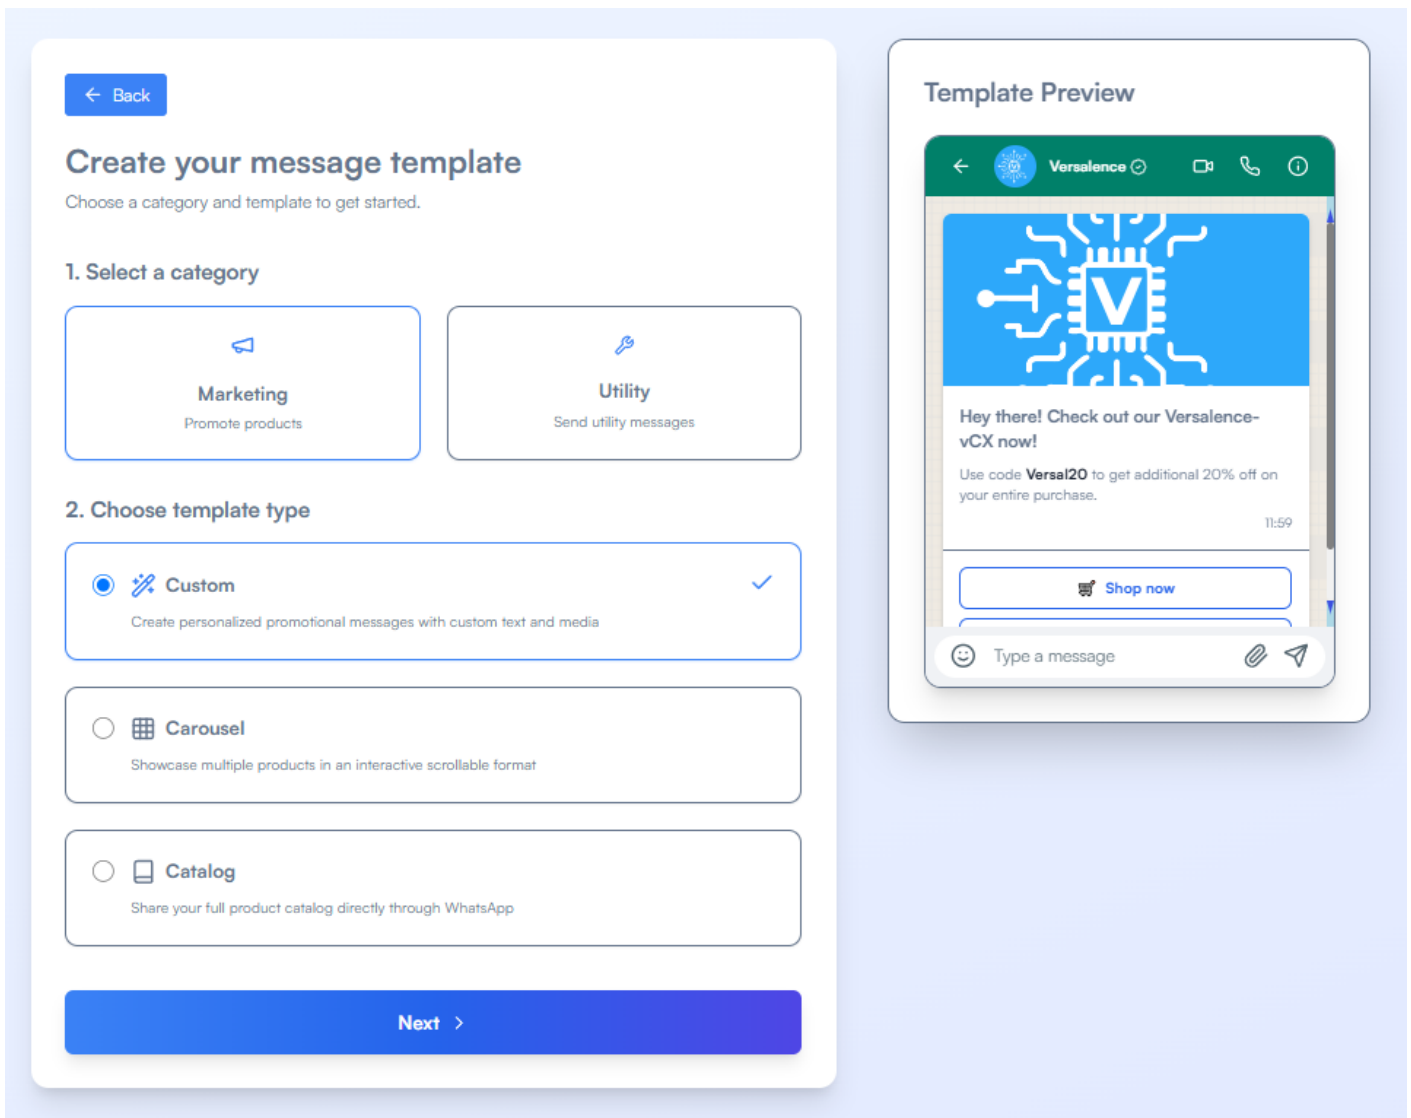 Back
Create your message template
Choose a category and template to get started.
1. Select a category
Marketing
Promote products
Utility
Send utility messages
2. Choose template type
Custom
Create personalized promotional messages with custom text and media
Carousel
Showcase multiple products in an interactive scrollable format
Catalog
Share your full product catalog directly through WhatsApp
Next
Template Preview
Versalence
V
Hey there! Check out our Versalence-
vCX now!
Use code Versal20 to get additional 20% off on
your entire purchase.
11:59
Shop now
Type a message